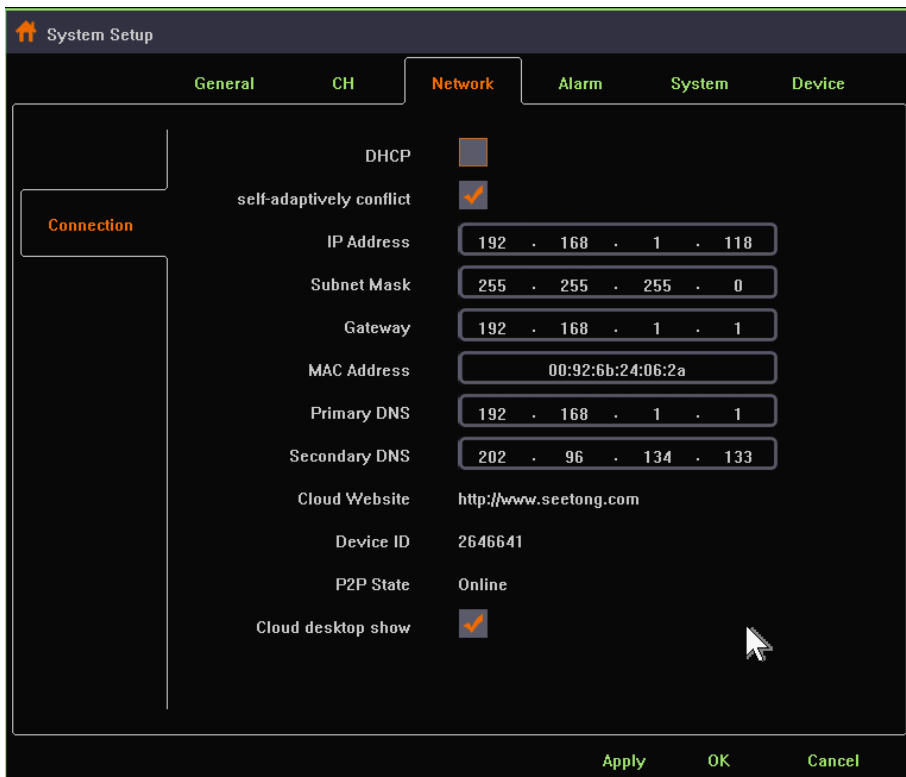 System Setup
General CH Network Alarm System Device
Connection
DHCP
self-adaptively conflict
IP Address 192 . 168 . 1 . 118
Subnet Mask 255 . 255 . 255 . 0
Gateway 192 . 168 . 1 . 1
MAC Address 00:92:6b:24:06:2a
Primary DNS 192 . 168 . 1 . 1
Secondary DNS 202 . 96 . 134 . 133
Cloud Website http://www.seetong.com
Device ID 2646641
P2P State Online
Cloud desktop show
Apply OK Cancel